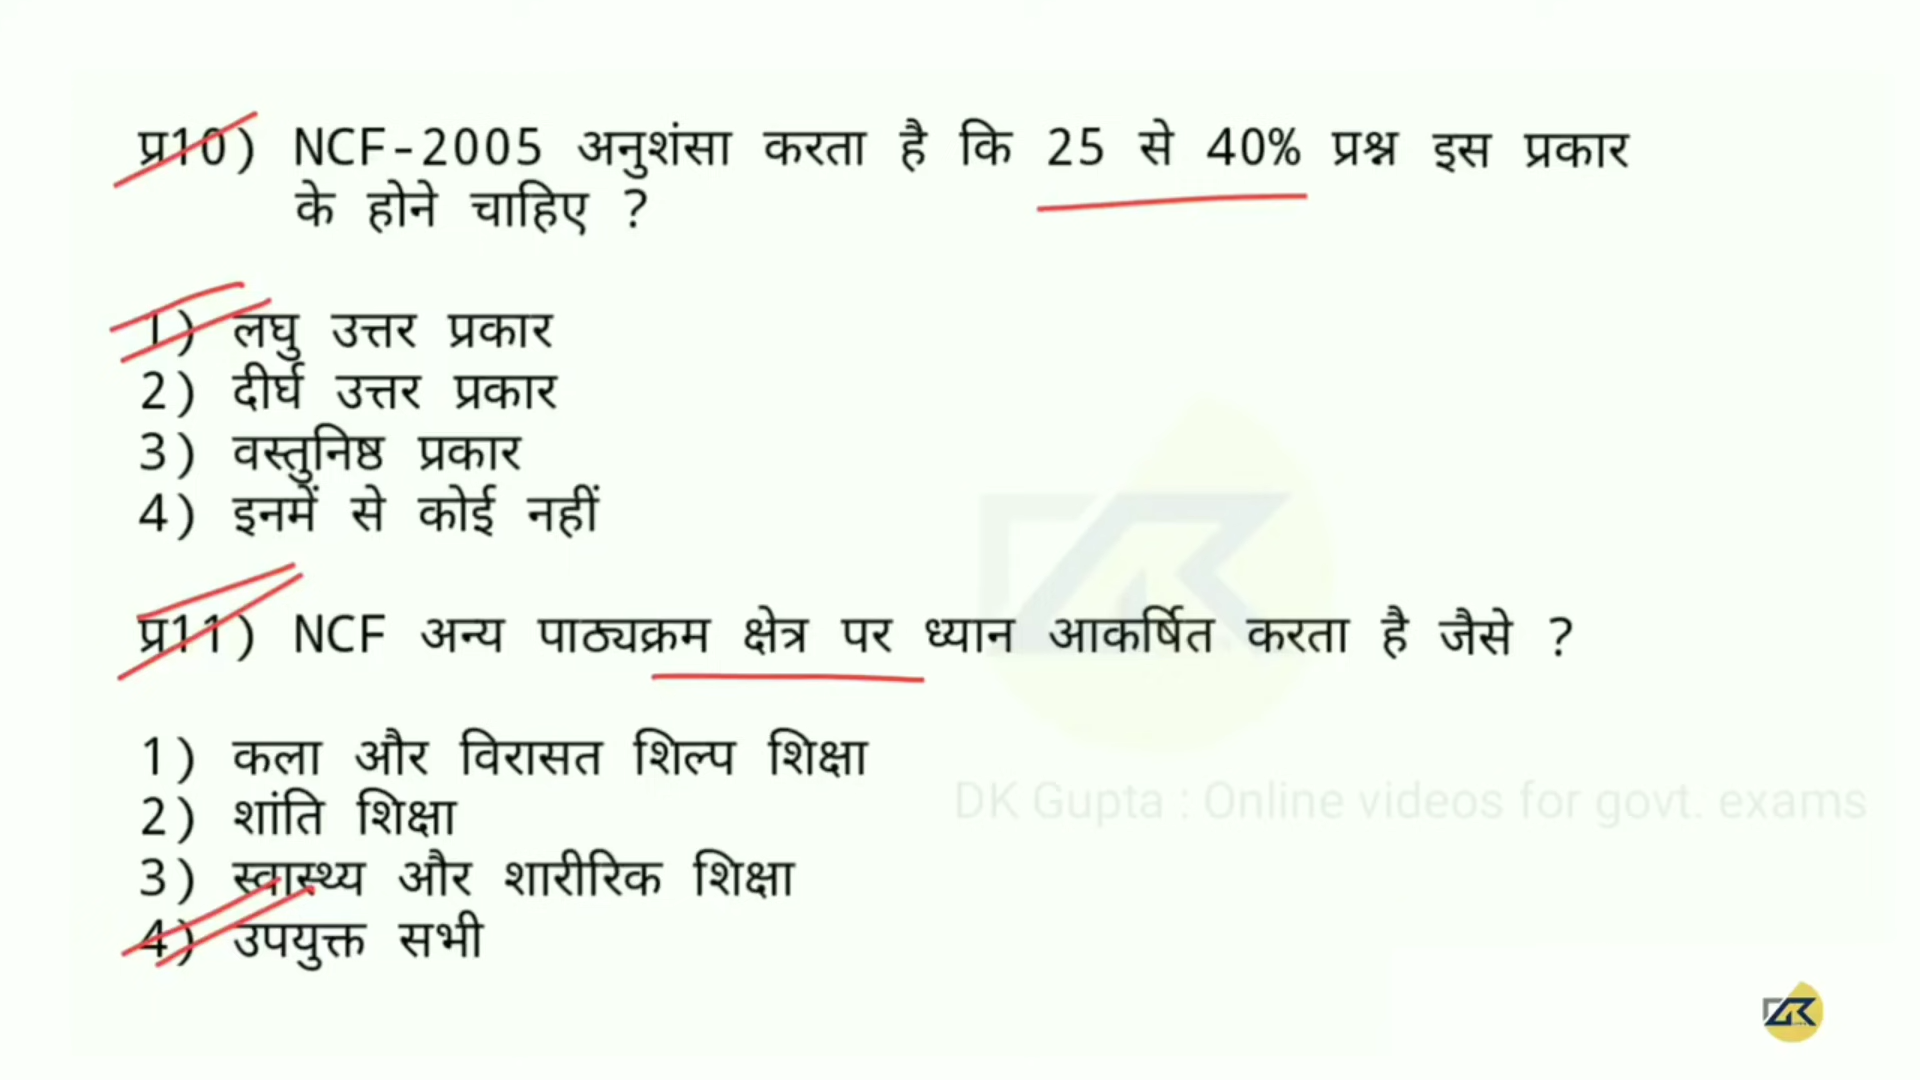 प्र10) NCF-2005 अनुशंसा करता है कि 25 से 40% प्रश्न इस प्रकार
के होने चाहिए ?
1) लघु उत्तर प्रकार
2) दीर्घ उत्तर प्रकार
3) वस्तुनिष्ठ प्रकार
4) इनमें से कोई नहीं
प्र11) NCF अन्य पाठ्यक्रम क्षेत्र पर ध्यान आकर्षित करता है जैसे ?
1) कला और विरासत शिल्प शिक्षा
DK Gupta : Online videos for govt. exams
2) शांति शिक्षा
3) स्वास्थ्य और शारीरिक शिक्षा
4) उपयुक्त सभी